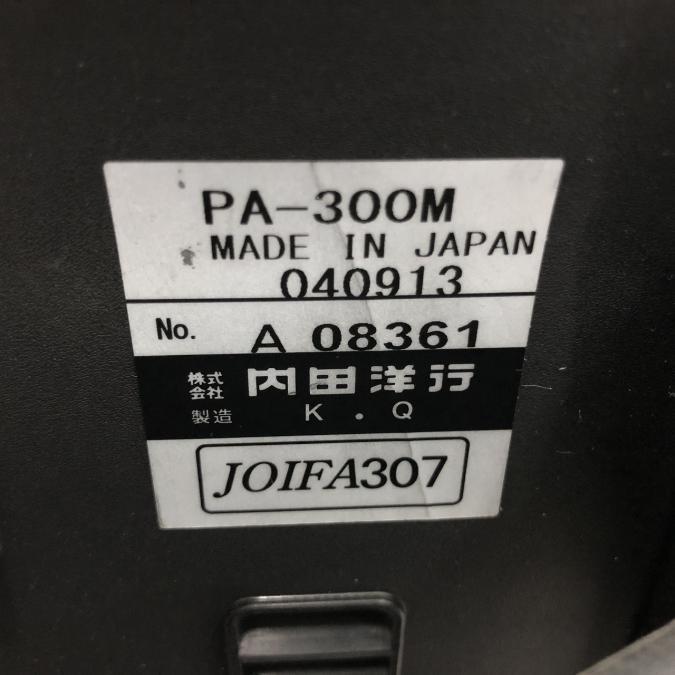 PA-300M
MADE IN JAPAN
040913
No. A 08361
株式会社 内田洋行
製造 K.Q
JOIFA307